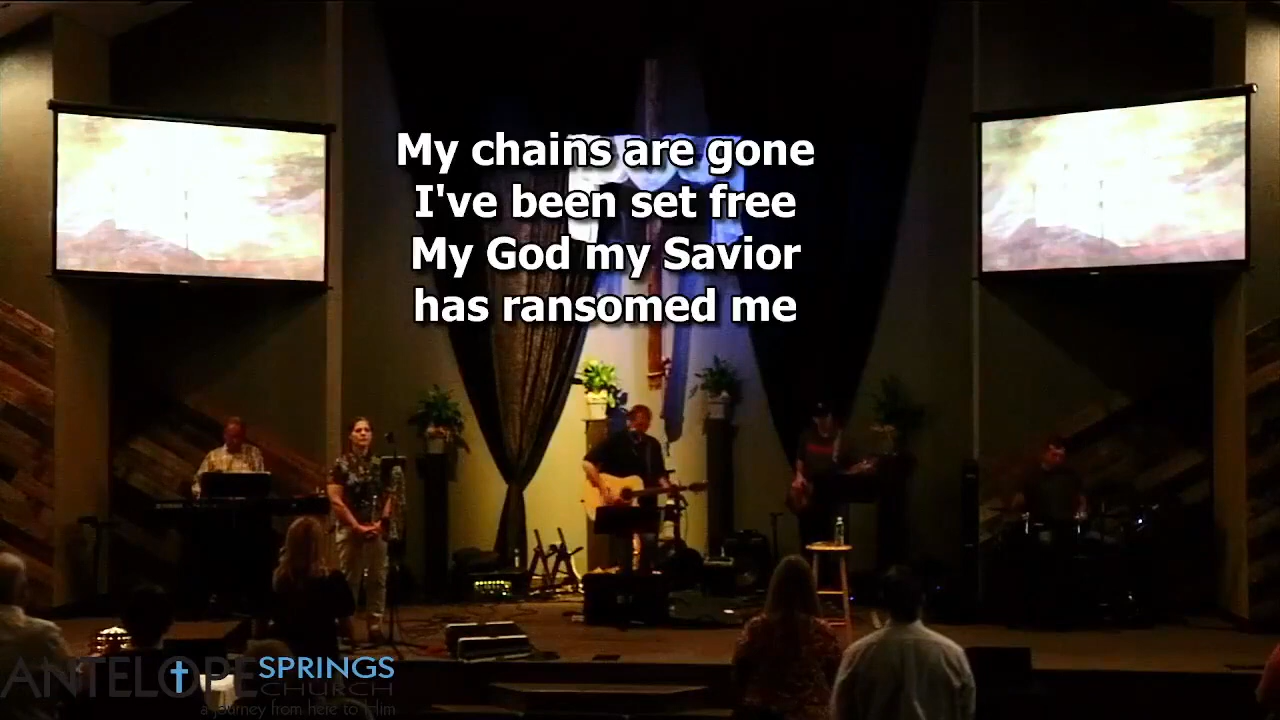 My chains are gone
I've been set free
My God my Savior
has ransomed me
ANTELOPE SPRINGS
CHURCH
a journey from here to Him